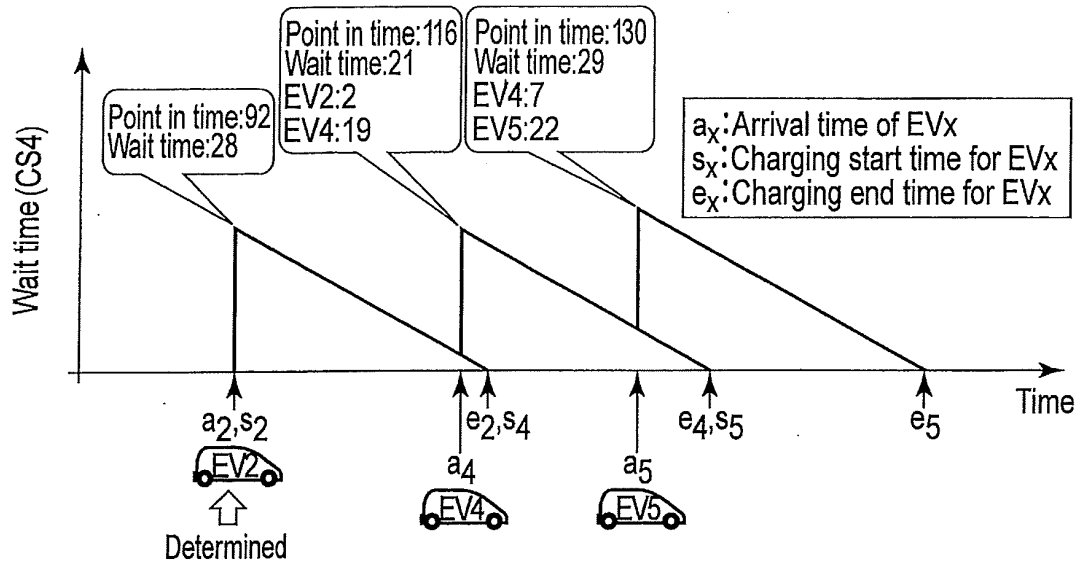 Point in time:92
Wait time:28
Point in time:116
Wait time:21
EV2:2
EV4:19
Point in time:130
Wait time:29
EV4:7
EV5:22
aX:Arrival time of EVx
sX:Charging start time for EVx
eX:Charging end time for EVx
Wait time(CS4)
Time
a2,s2
e2,s4
e4,s5
e5
a4
a5
EV2
EV4
EV5
Determined